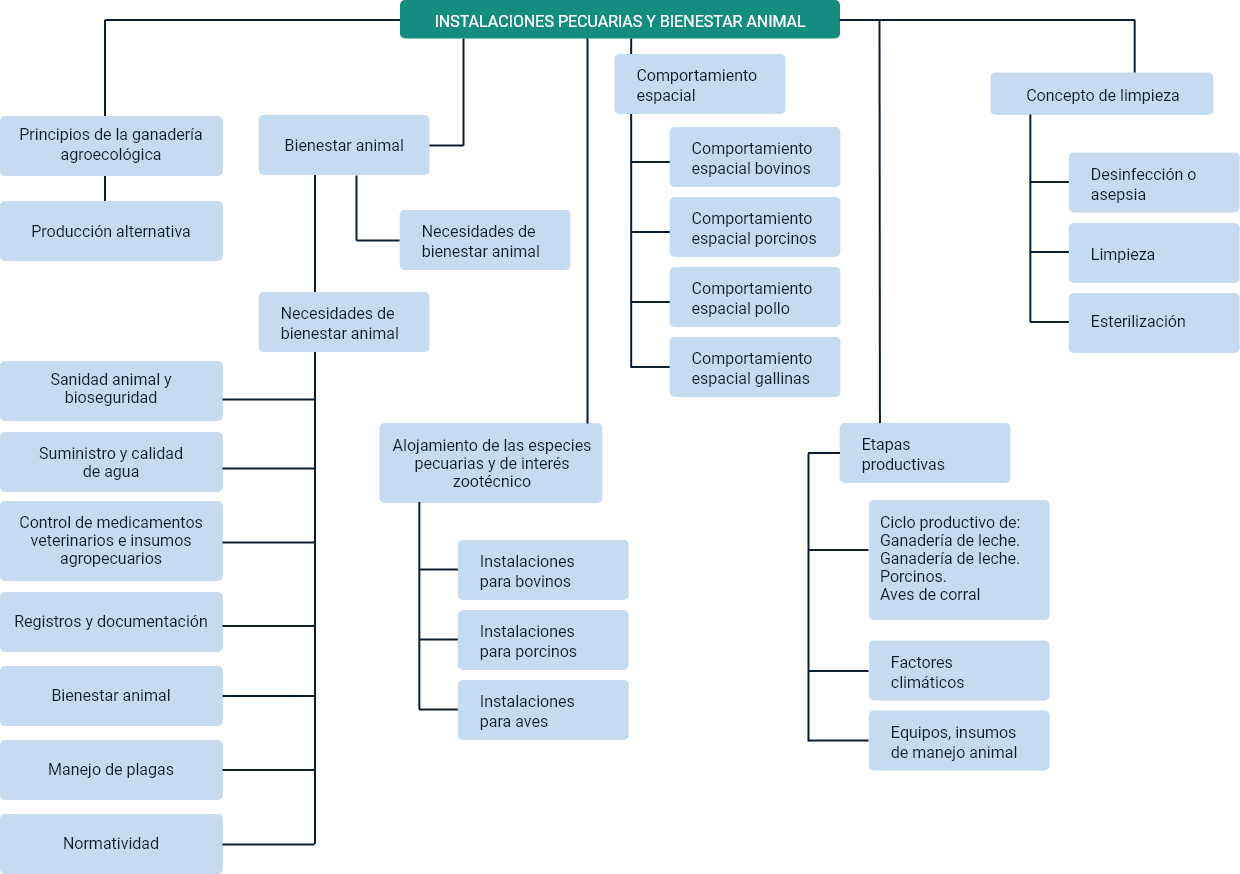 INSTALACIONES PECUARIAS Y BIENESTAR ANIMAL
Principios de la ganadería
agroecológica
Producción alternativa
Bienestar animal
Necesidades de
bienestar animal
Necesidades de
bienestar animal
Sanidad animal y
bioseguridad
Suministro y calidad
de agua
Control de medicamentos
veterinarios e insumos
agropecuarios
Registros y documentación
Bienestar animal
Manejo de plagas
Normatividad
Alojamiento de las especies
pecuarias y de interés
zootécnico
Instalaciones
para bovinos
Instalaciones
para porcinos
Instalaciones
para aves
Comportamiento
espacial
Comportamiento
espacial bovinos
Comportamiento
espacial porcinos
Comportamiento
espacial pollo
Comportamiento
espacial gallinas
Etapas
productivas
Ciclo productivo de:
Ganadería de leche.
Ganadería de leche.
Porcinos.
Aves de corral
Factores
climáticos
Equipos, insumos
de manejo animal
Concepto de limpieza
Desinfección o
asepsia
Limpieza
Esterilización